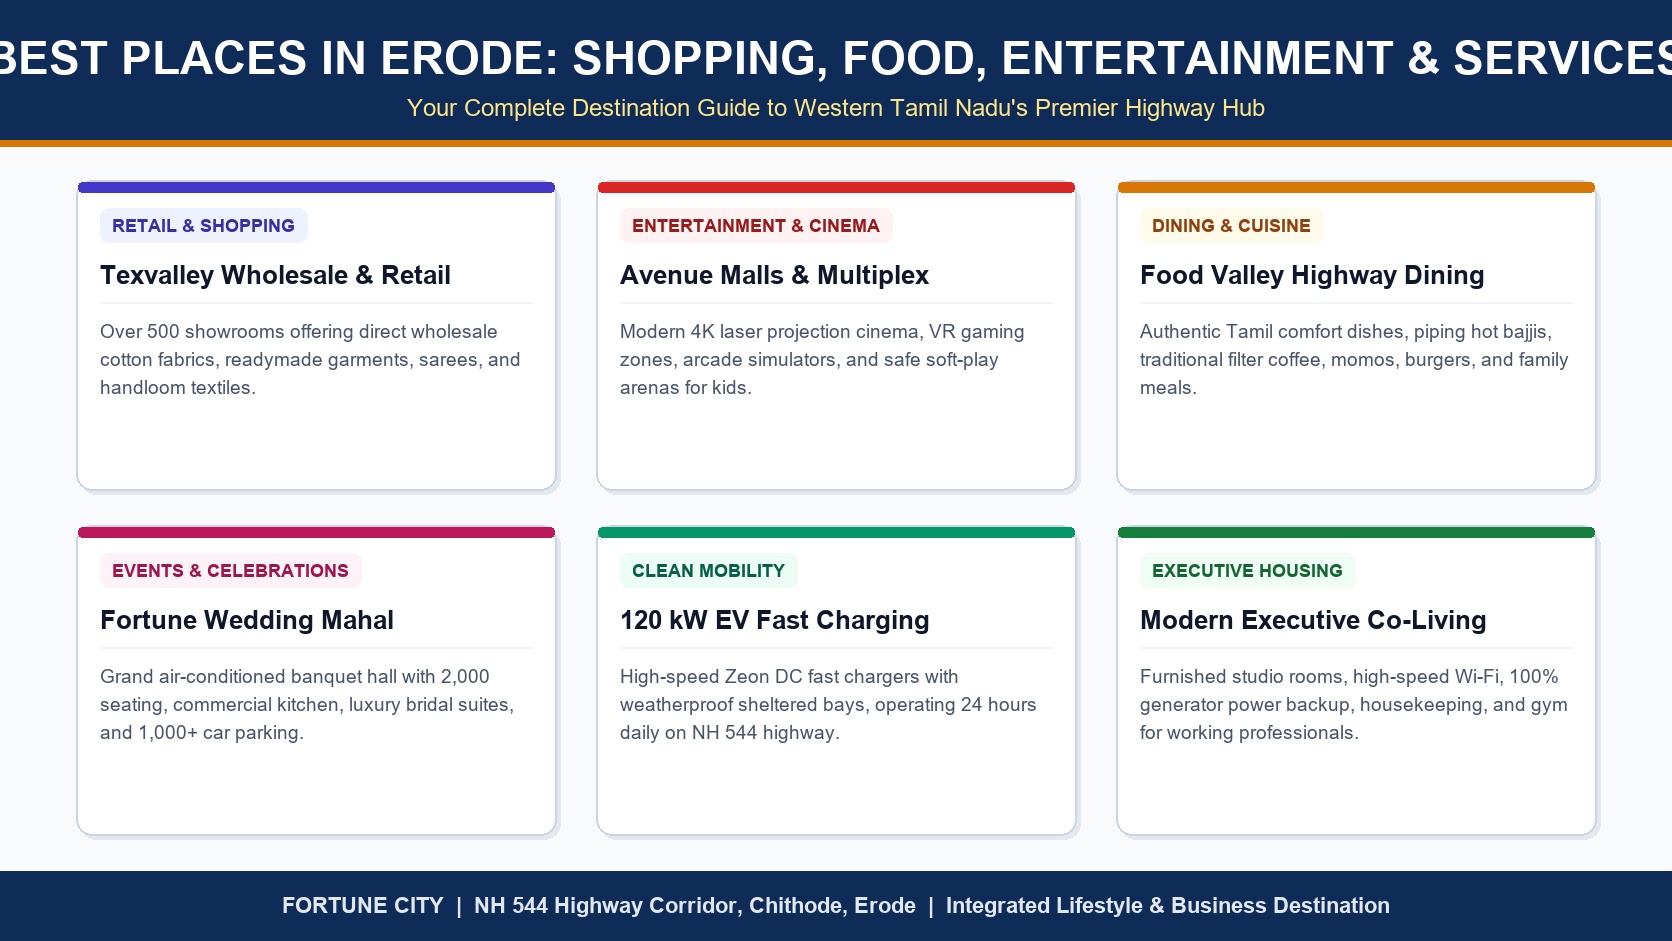 BEST PLACES IN ERODE: SHOPPING, FOOD, ENTERTAINMENT & SERVICES
Your Complete Destination Guide to Western Tamil Nadu's Premier Highway Hub
RETAIL & SHOPPING
Texvalley Wholesale & Retail
Over 500 showrooms offering direct wholesale
cotton fabrics, readymade garments, sarees, and
handloom textiles.
ENTERTAINMENT & CINEMA
Avenue Malls & Multiplex
Modern 4K laser projection cinema, VR gaming
zones, arcade simulators, and safe soft-play
arenas for kids.
DINING & CUISINE
Food Valley Highway Dining
Authentic Tamil comfort dishes, piping hot bajjis,
traditional filter coffee, momos, burgers, and family
meals.
EVENTS & CELEBRATIONS
Fortune Wedding Mahal
Grand air-conditioned banquet hall with 2,000
seating, commercial kitchen, luxury bridal suites,
and 1,000+ car parking.
CLEAN MOBILITY
120 kW EV Fast Charging
High-speed Zeon DC fast chargers with
weatherproof sheltered bays, operating 24 hours
daily on NH 544 highway.
EXECUTIVE HOUSING
Modern Executive Co-Living
Furnished studio rooms, high-speed Wi-Fi, 100%
generator power backup, housekeeping, and gym
for working professionals.
FORTUNE CITY | NH 544 Highway Corridor, Chithode, Erode | Integrated Lifestyle & Business Destination